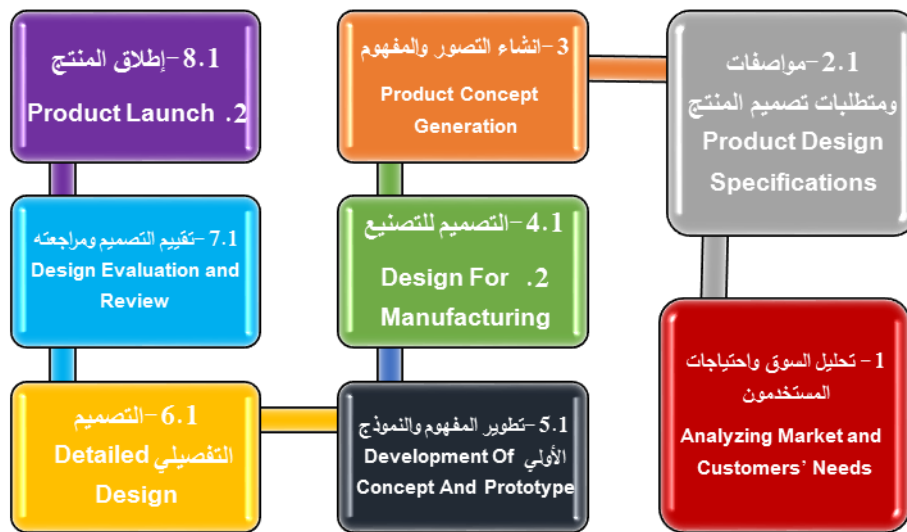 1- تحليل السوق واحتياجات
المستخدمون
Analyzing Market and
Customers’ Needs
2.1-مواصفات
ومتطلبات تصميم المنتج
Product Design
Specifications
3-انشاء التصور والمفهوم
Product Concept
Generation
4.1-التصميم للتصنيع
Design For .2
Manufacturing
5.1-تطوير المفهوم والنموذج
الأولي Development Of
Concept And Prototype
6.1-التصميم
التفصيلي Detailed
Design
7.1-تقييم التصميم ومراجعته
Design Evaluation and
Review
8.1-إطلاق المنتج
Product Launch .2